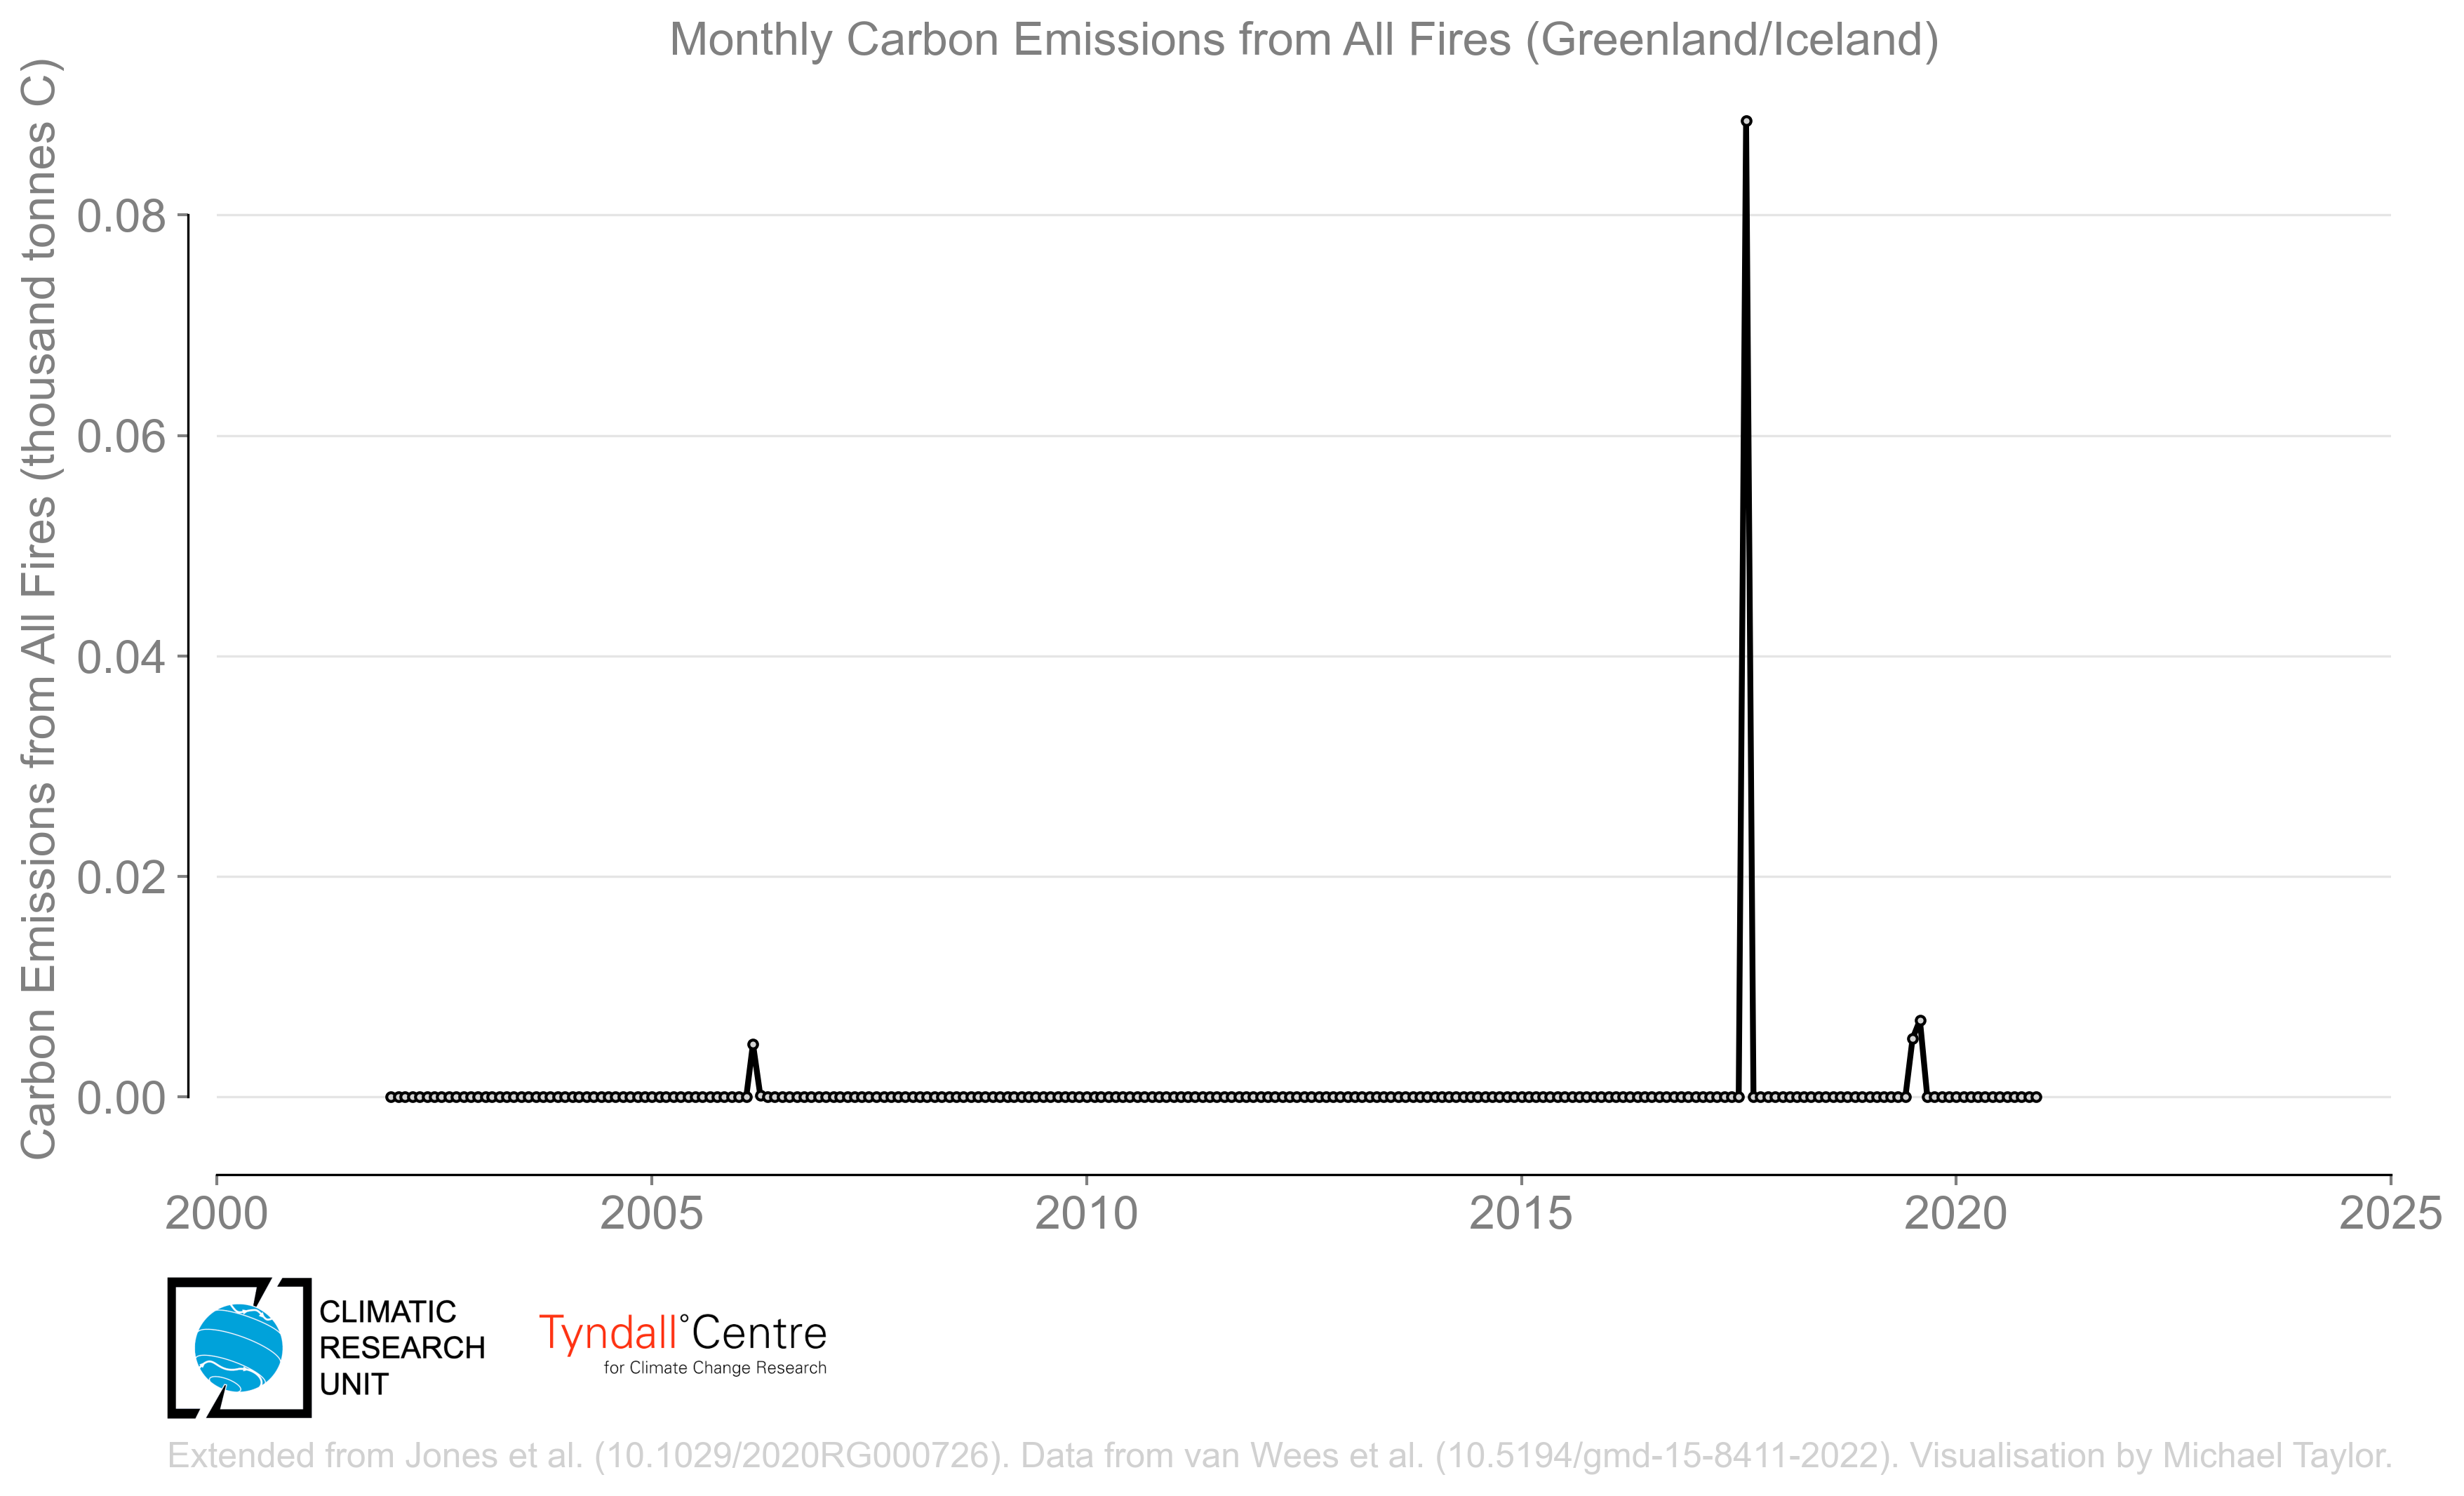 Monthly Carbon Emissions from All Fires (Greenland/Iceland)
Carbon Emissions from All Fires (thousand tonnes C)
0.08
0.06
0.04
0.02
0.00
2000 2005 2010 2015 2020 2025
CLIMATIC
RESEARCH
UNIT
Tyndall°Centre
for Climate Change Research
Extended from Jones et al. (10.1029/2020RG000726). Data from van Wees et al. (10.5194/gmd-15-8411-2022). Visualisation by Michael Taylor.